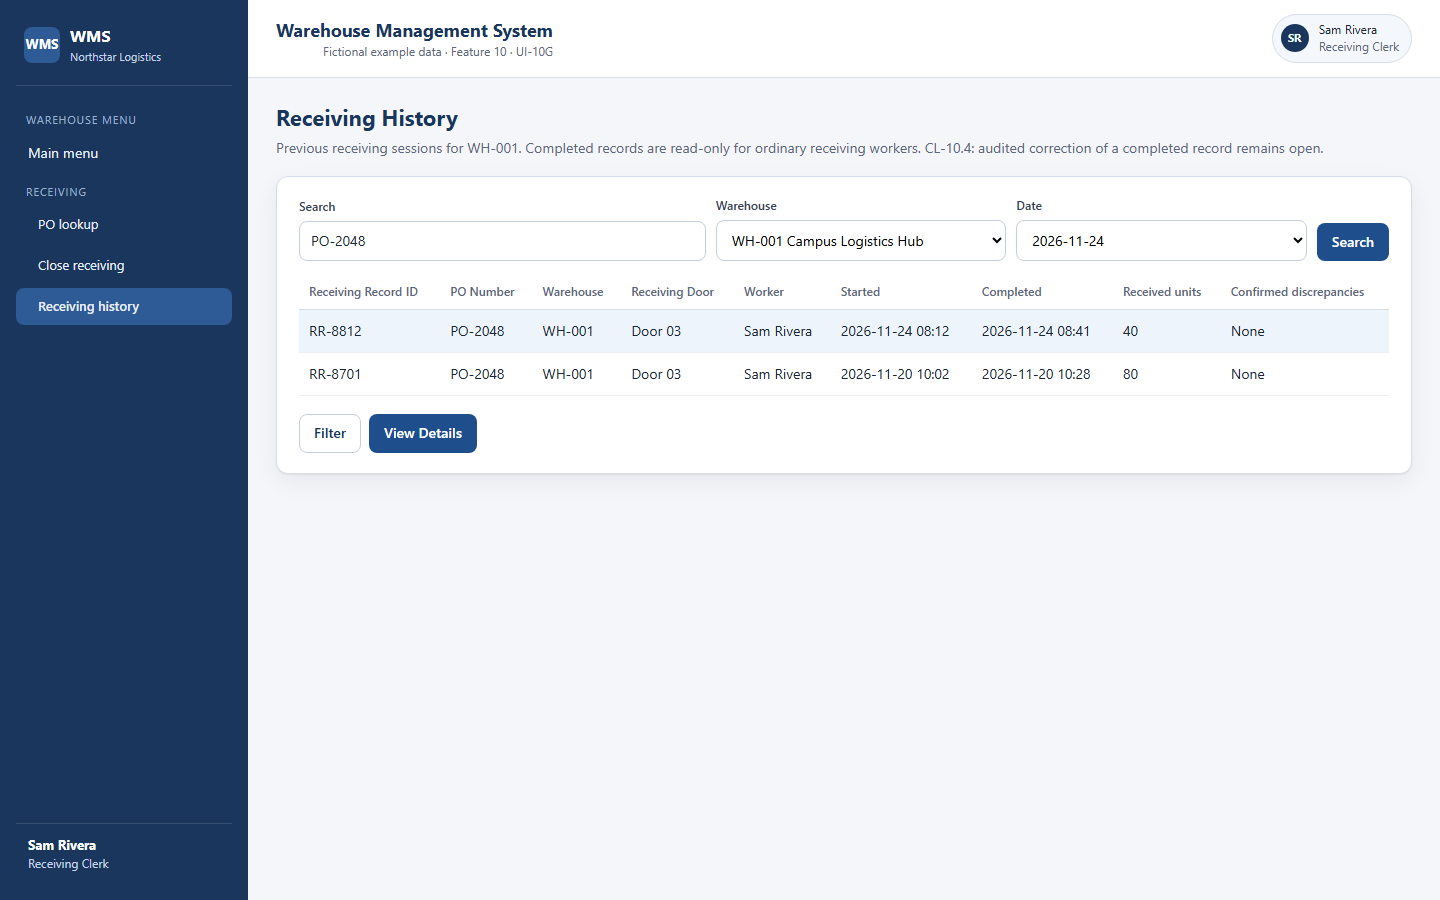 WMS
WMS
Northstar Logistics
WAREHOUSE MENU
Main menu
RECEIVING
PO lookup
Close receiving
Receiving history
Sam Rivera
Receiving Clerk
Warehouse Management System
Fictional example data · Feature 10 · UI-10G
SR
Sam Rivera
Receiving Clerk
Receiving History
Previous receiving sessions for WH-001. Completed records are read-only for ordinary receiving workers. CL-10.4: audited correction of a completed record remains open.
Search
Warehouse
Date
PO-2048
WH-001 Campus Logistics Hub
2026-11-24
Search
Receiving Record ID PO Number Warehouse Receiving Door Worker Started Completed Received units Confirmed discrepancies
RR-8812 PO-2048 WH-001 Door 03 Sam Rivera 2026-11-24 08:12 2026-11-24 08:41 40 None
RR-8701 PO-2048 WH-001 Door 03 Sam Rivera 2026-11-20 10:02 2026-11-20 10:28 80 None
Filter
View Details